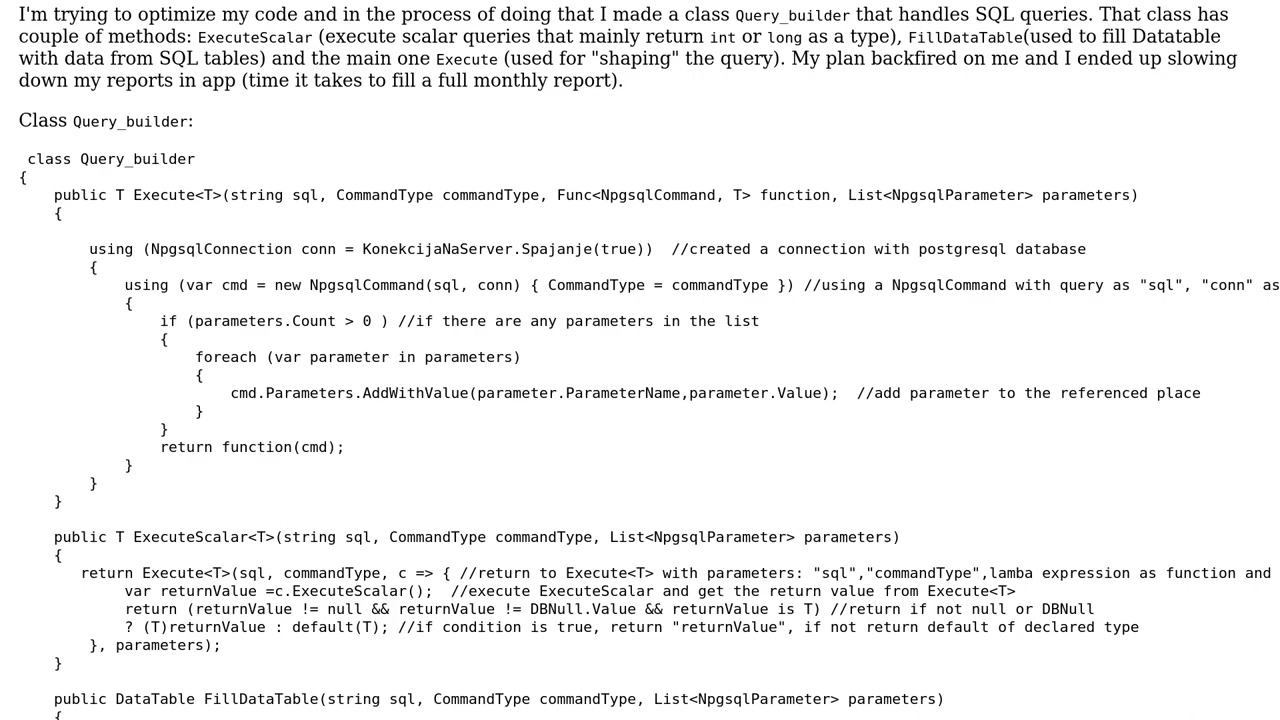 I'm trying to optimize my code and in the process of doing that I made a class Query_builder that handles SQL queries. That class has
couple of methods: ExecuteScalar (execute scalar queries that mainly return int or long as a type), FillDataTable(used to fill Datatable
with data from SQL tables) and the main one Execute (used for "shaping" the query). My plan backfired on me and I ended up slowing
down my reports in app (time it takes to fill a full monthly report).
Class Query_builder:
class Query_builder
{
public T Execute<T>(string sql, CommandType commandType, Func<NpgsqlCommand, T> function, List<NpgsqlParameter> parameters)
{
using (NpgsqlConnection conn = KonekcijaNaServer.Spajanje(true))  //created a connection with postgresql database
{
using (var cmd = new NpgsqlCommand(sql, conn) { CommandType = commandType }) //using a NpgsqlCommand with query as "sql", "conn" as
{
if (parameters.Count > 0 ) //if there are any parameters in the list
{
foreach (var parameter in parameters)
{
cmd.Parameters.AddWithValue(parameter.ParameterName,parameter.Value);  //add parameter to the referenced place
}
}
return function(cmd);
}
}
}
public T ExecuteScalar<T>(string sql, CommandType commandType, List<NpgsqlParameter> parameters)
{
return Execute<T>(sql, commandType, c => { //return to Execute<T> with parameters: "sql","commandType",lamba expression as function and
var returnValue =c.ExecuteScalar();  //execute ExecuteScalar and get the return value from Execute<T>
return (returnValue != null && returnValue != DBNull.Value && returnValue is T) //return if not null or DBNull
? (T)returnValue : default(T); //if condition is true, return "returnValue", if not return default of declared type
}, parameters);
}
public DataTable FillDataTable(string sql, CommandType commandType, List<NpgsqlParameter> parameters)
{